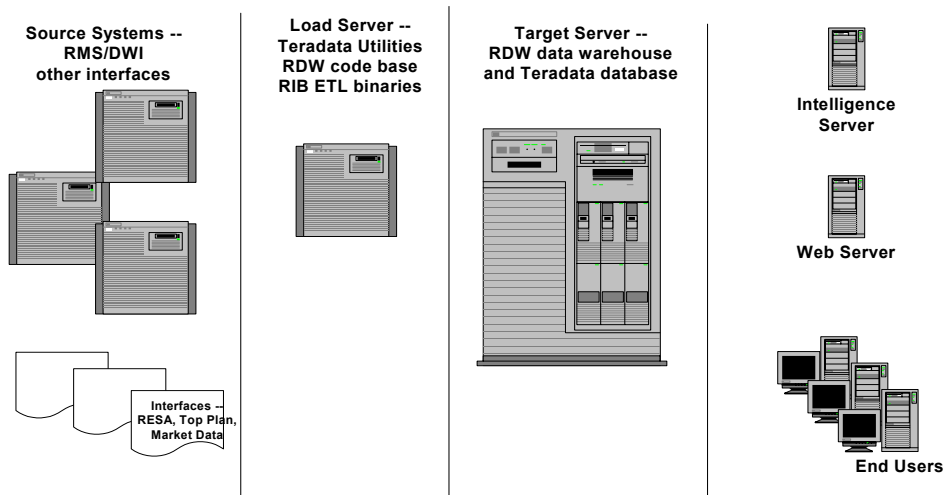 Source Systems --
RMS/DWI
other interfaces
Load Server --
Teradata Utilities
RDW code base
RIB ETL binaries
Target Server --
RDW data warehouse
and Teradata database
Intelligence
Server
Web Server
Interfaces --
RESA, Top Plan,
Market Data
End Users